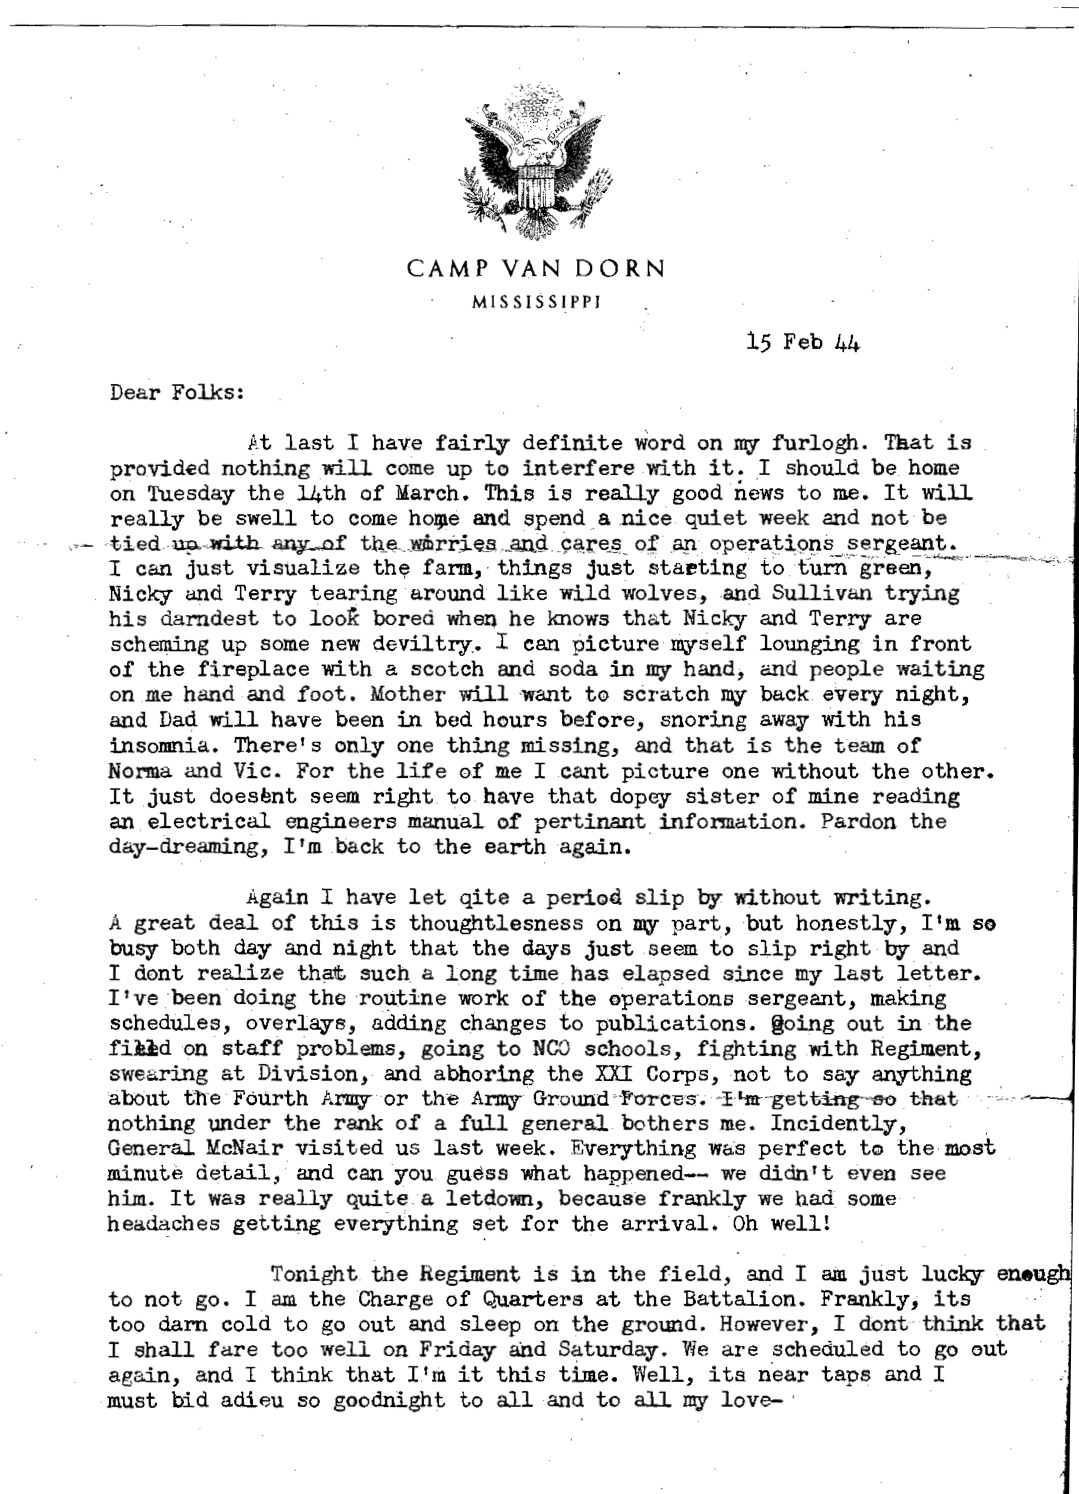 CAMP VAN DORN
MISSISSIPPI
15 Feb 44
Dear Folks:
At last I have fairly definite word on my furlogh. That is
provided nothing will come up to interfere with it. I should be home
on Tuesday the 14th of March. This is really good news to me. It will
really be swell to come home and spend a nice quiet week and not be
tied up with any of the worries and cares of an operations sergeant.
I can just visualize the farm, things just starting to turn green,
Nicky and Terry tearing around like wild wolves, and Sullivan trying
his darndest to look bored when he knows that Nicky and Terry are
scheming up some new deviltry. I can picture myself lounging in front
of the fireplace with a scotch and soda in my hand, and people waiting
on me hand and foot. Mother will want to scratch my back every night,
and Dad will have been in bed hours before, snoring away with his
insomnia. There's only one thing missing, and that is the team of
Norma and Vic. For the life of me I cant picture one without the other.
It just doesent seem right to have that dopey sister of mine reading
an electrical engineers manual of pertinant information. Pardon the
day-dreaming, I'm back to the earth again.
Again I have let qite a period slip by without writing.
A great deal of this is thoughtlesness on my part, but honestly, I'm so
busy both day and night that the days just seem to slip right by and
I dont realize that such a long time has elapsed since my last letter.
I've been doing the routine work of the operations sergeant, making
schedules, overlays, adding changes to publications. going out in the
field on staff problems, going to NCO schools, fighting with Regiment,
swearing at Division, and abhoring the XXI Corps, not to say anything
about the Fourth Army or the Army Ground Forces. I'm getting so that
nothing under the rank of a full general bothers me. Incidently,
General McNair visited us last week. Everything was perfect to the most
minute detail, and can you guess what happened-- we didn't even see
him. It was really quite a letdown, because frankly we had some
headaches getting everything set for the arrival. Oh well!
Tonight the Regiment is in the field, and I am just lucky enough
to not go. I am the Charge of Quarters at the Battalion. Frankly, its
too darn cold to go out and sleep on the ground. However, I dont think that
I shall fare too well on Friday and Saturday. We are scheduled to go out
again, and I think that I'm it this time. Well, its near taps and I
must bid adieu so goodnight to all and to all my love-